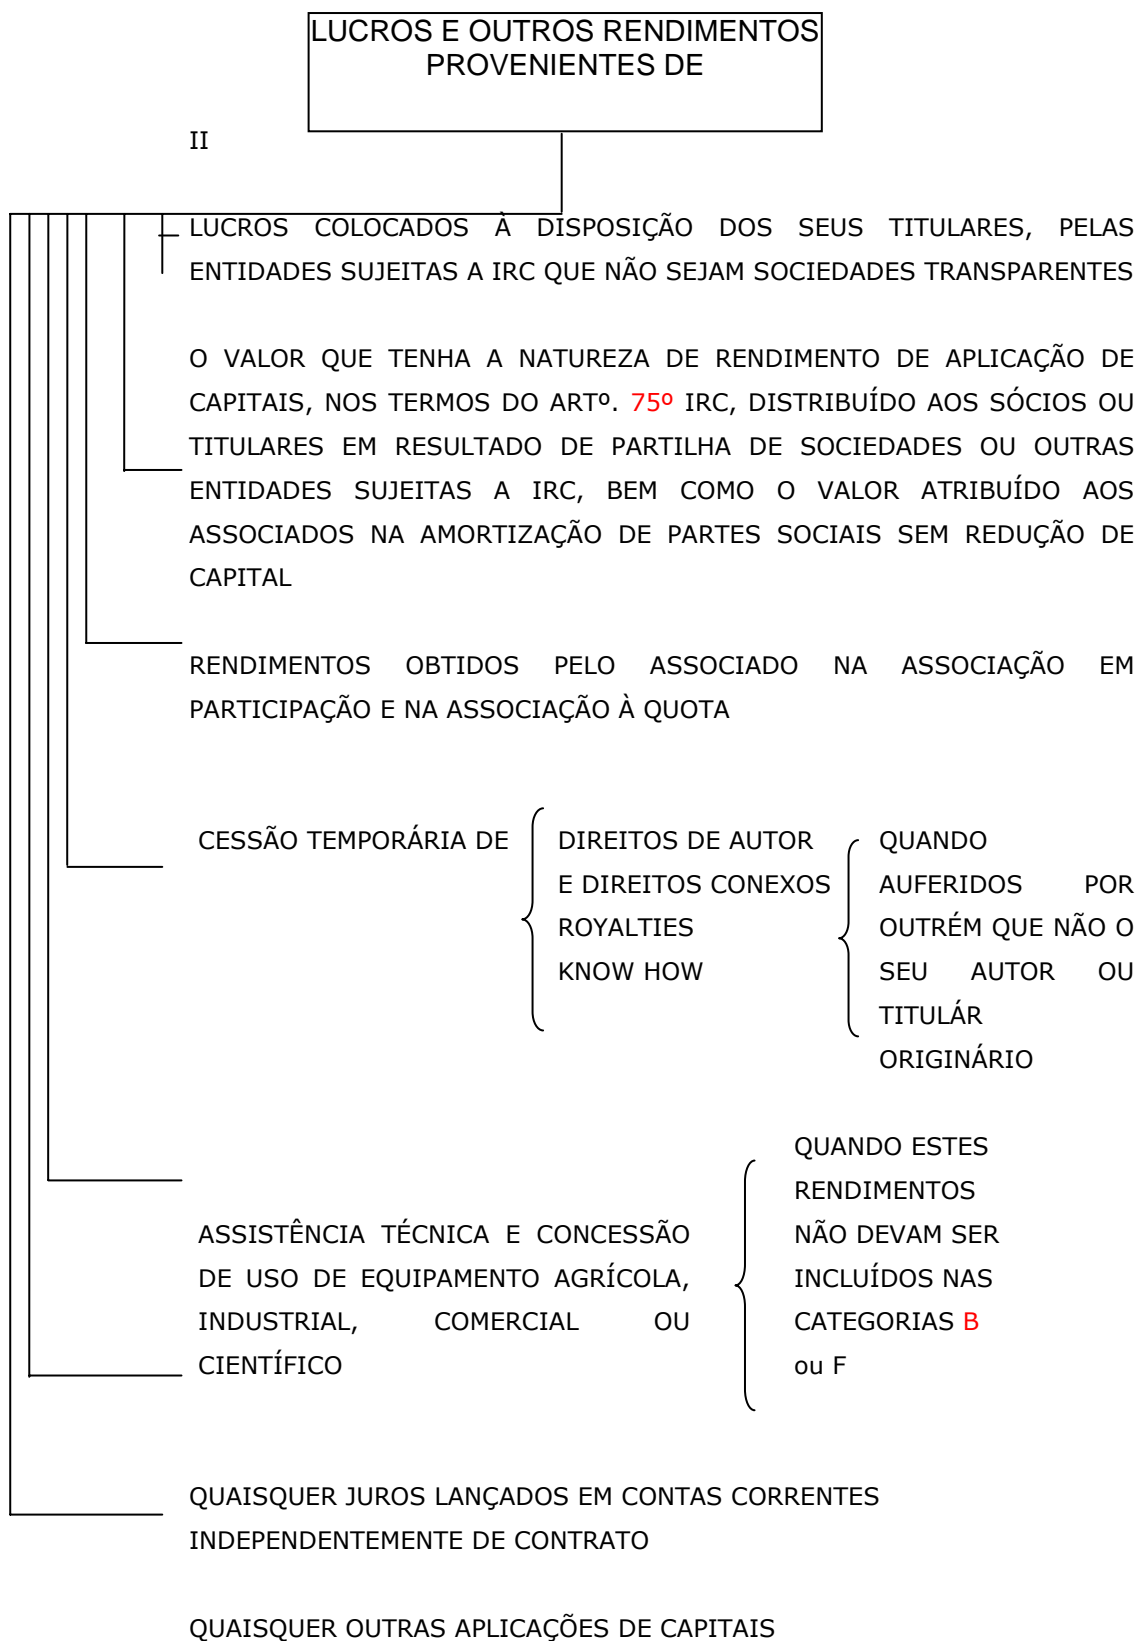 LUCROS E OUTROS RENDIMENTOS
PROVENIENTES DE
II
LUCROS COLOCADOS À DISPOSIÇÃO DOS SEUS TITULARES, PELAS
ENTIDADES SUJEITAS A IRC QUE NÃO SEJAM SOCIEDADES TRANSPARENTES
O VALOR QUE TENHA A NATUREZA DE RENDIMENTO DE APLICAÇÃO DE
CAPITAIS, NOS TERMOS DO ARTº. 75º IRC, DISTRIBUÍDO AOS SÓCIOS OU
TITULARES EM RESULTADO DE PARTILHA DE SOCIEDADES OU OUTRAS
ENTIDADES SUJEITAS A IRC, BEM COMO O VALOR ATRIBUÍDO AOS
ASSOCIADOS NA AMORTIZAÇÃO DE PARTES SOCIAIS SEM REDUÇÃO DE
CAPITAL
RENDIMENTOS OBTIDOS PELO ASSOCIADO NA ASSOCIAÇÃO EM
PARTICIPAÇÃO E NA ASSOCIAÇÃO À QUOTA
CESSÃO TEMPORÁRIA DE
DIREITOS DE AUTOR
E DIREITOS CONEXOS
ROYALTIES
KNOW HOW
QUANDO
AUFERIDOS POR
OUTRÉM QUE NÃO O
SEU AUTOR OU
TITULÁR
ORIGINÁRIO
ASSISTÊNCIA TÉCNICA E CONCESSÃO
DE USO DE EQUIPAMENTO AGRÍCOLA,
INDUSTRIAL, COMERCIAL OU
CIENTÍFICO
QUANDO ESTES
RENDIMENTOS
NÃO DEVAM SER
INCLUÍDOS NAS
CATEGORIAS B
ou F
QUAISQUER JUROS LANÇADOS EM CONTAS CORRENTES
INDEPENDENTEMENTE DE CONTRATO
QUAISQUER OUTRAS APLICAÇÕES DE CAPITAIS